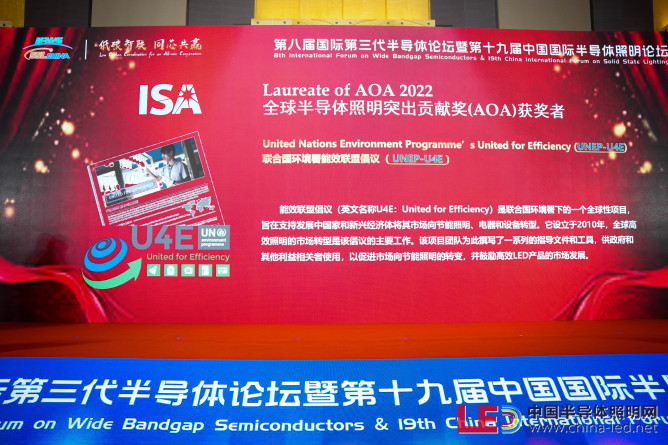 IFWS
SSLCHINA
低碳智联 同芯共赢
第八届国际第三代半导体论坛暨第十九届中国国际半导体照明论坛
8th International Forum on Wide Bandgap Semiconductors & 19th China International Forum on Solid State Lighting
ISA
Laureate of AOA 2022
全球半导体照明突出贡献奖(AOA)获奖者
United Nations Environment Programme's United for Efficiency (UNEP-U4E)
联合国环境署能效联盟倡议 ( UNEP-U4E )
能效联盟倡议(英文名称U4E: United for Efficiency)是联合国环境署下的一个全球性项目,
旨在支持发展中国家和新兴经济体将其市场向节能照明、电器和设备转型。它设立于2010年,全球高
效照明的市场转型是该倡议的主要工作。该项目团队为此撰写了一系列的指导文件和工具,供政府和
其他利益相关者使用,以促进市场向节能照明的转变,并鼓励高效LED产品的市场发展。
U4E
UN
environment
programme
United for Efficiency
第三代半导体论坛暨第十九届中国国际半
Forum on Wide Bandgap Semiconductors & 19th China International
LED 中国半导体照明网
www.china-led.net